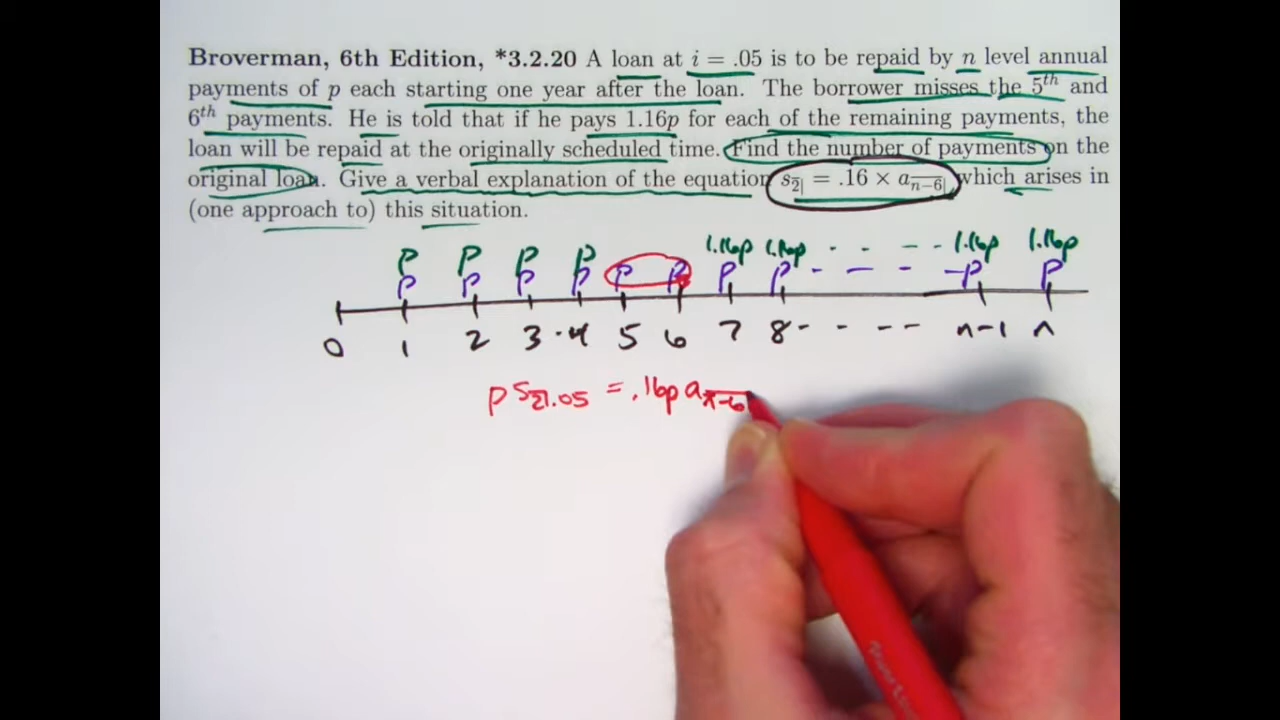 Broverman, 6th Edition, *3.2.20 A loan at i = .05 is to be repaid by n level annual
payments of p each starting one year after the loan. The borrower misses the 5th and
6th payments. He is told that if he pays 1.16p for each of the remaining payments, the
loan will be repaid at the originally scheduled time. Find the number of payments on the
original loan. Give a verbal explanation of the equation s2| = .16 × an−6| which arises in
(one approach to) this situation.
P P P P 1.16p 1.16p · · -- 1.16p 1.16p
P P P P P P P P - — - — P P
0 1 2 3 · 4 5 6 7 8 - - - -- n-1 n
p s2|.05 = .16p an-6